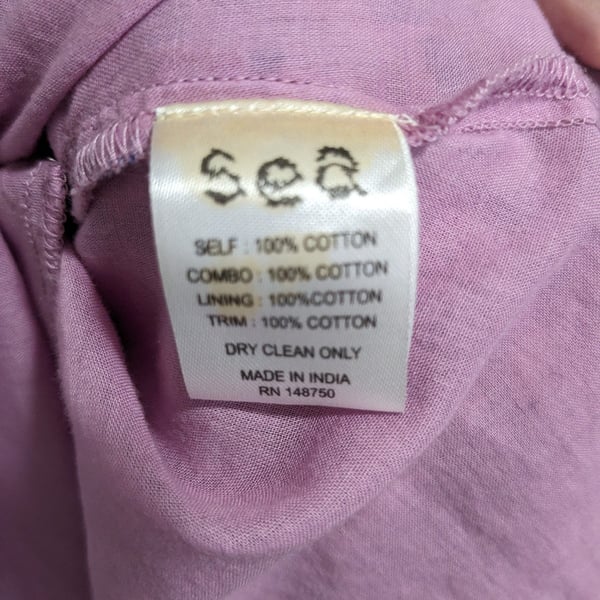 sea
SELF : 100% COTTON
COMBO : 100% COTTON
LINING : 100%COTTON
TRIM : 100% COTTON
DRY CLEAN ONLY
MADE IN INDIA
RN 148750